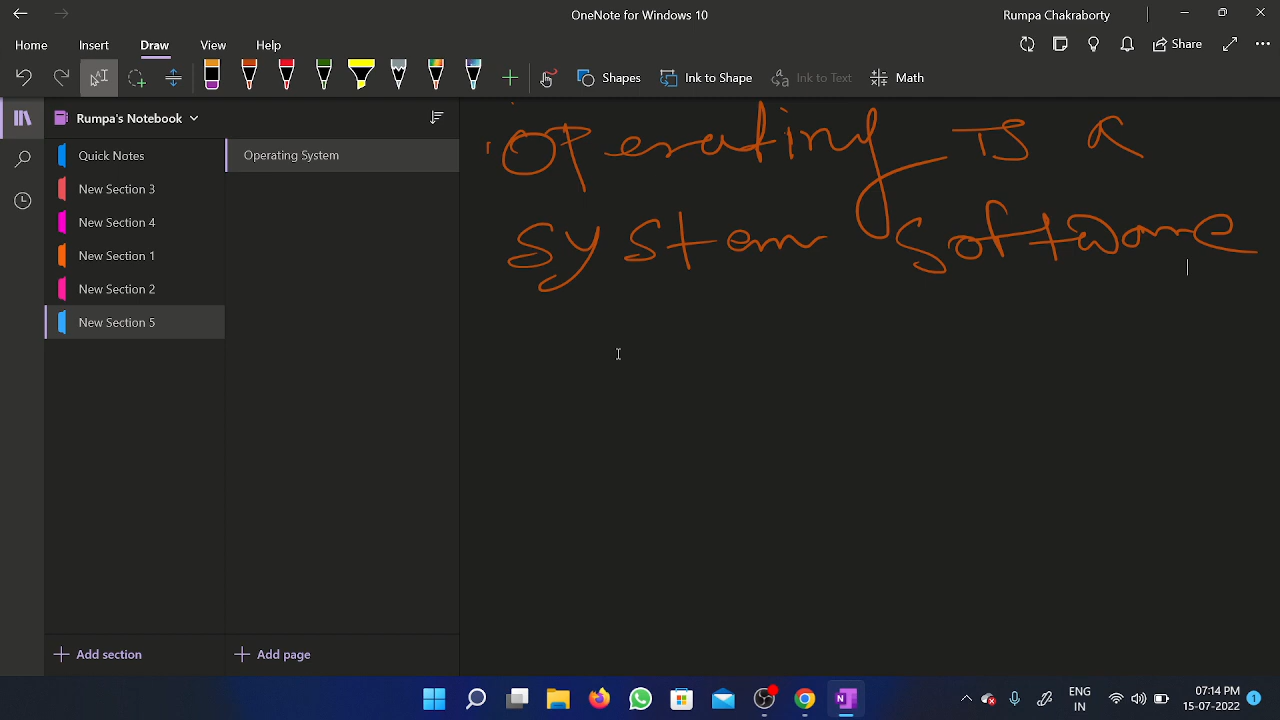 OneNote for Windows 10
Rumpa Chakraborty
Home Insert Draw View Help
Share
Shapes Ink to Shape Ink to Text Math
Rumpa's Notebook
Quick Notes
New Section 3
New Section 4
New Section 1
New Section 2
New Section 5
Operating System
Operating is a
system software
Add section
Add page
ENG
IN
07:14 PM
15-07-2022
1